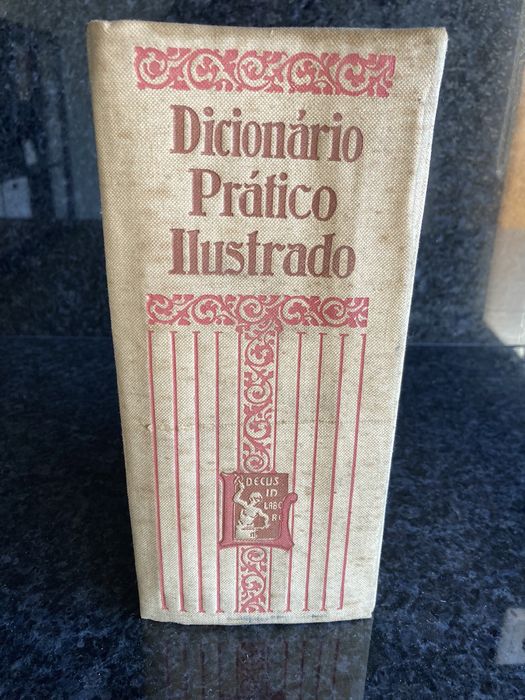 Dicionário
Prático
Ilustrado
DECUS
IN
LABO
RE